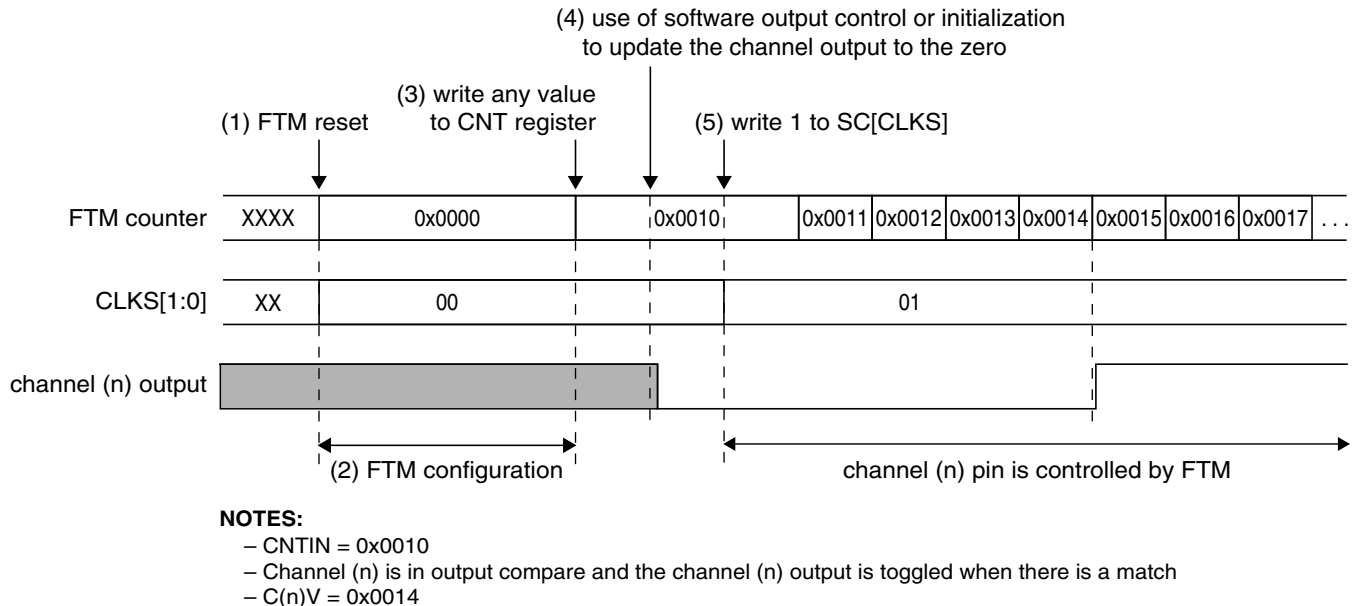 (4) use of software output control or initialization
to update the channel output to the zero
(3) write any value
to CNT register
(1) FTM reset
(5) write 1 to SC[CLKS]
FTM counter XXXX 0x0000 0x0010 0x0011 0x0012 0x0013 0x0014 0x0015 0x0016 0x0017 . . .
CLKS[1:0] XX 00 01
channel (n) output
(2) FTM configuration
channel (n) pin is controlled by FTM
NOTES:
– CNTIN = 0x0010
– Channel (n) is in output compare and the channel (n) output is toggled when there is a match
– C(n)V = 0x0014